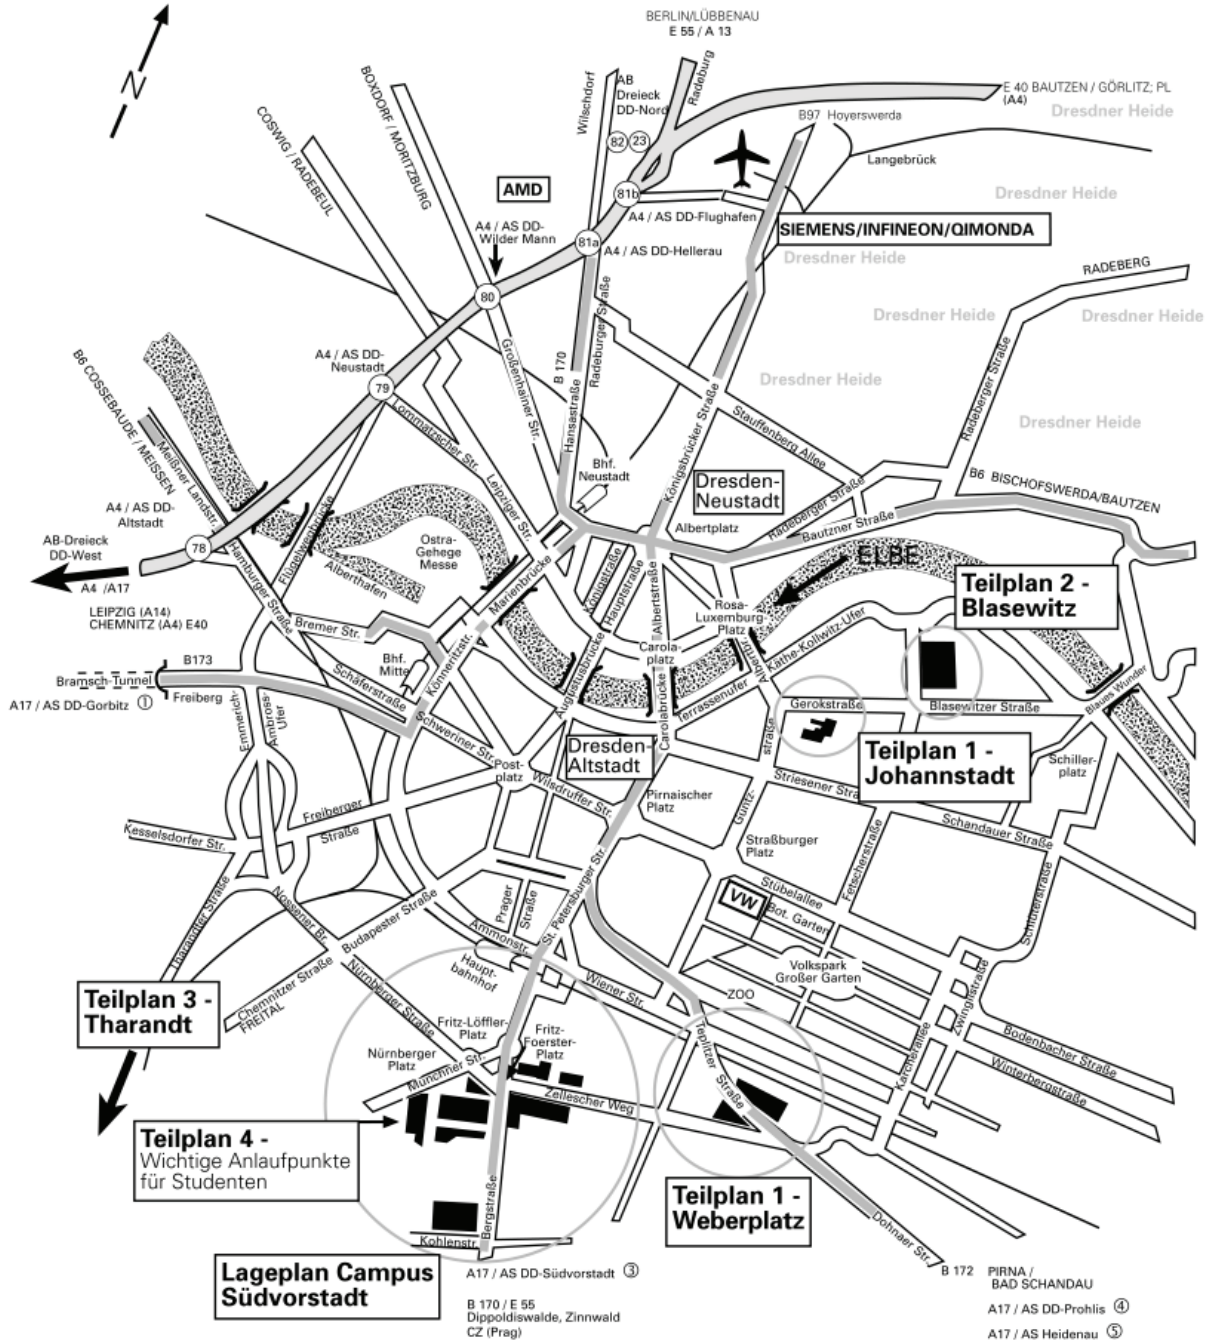 BERLIN/LÜBBENAU
E 55 / A 13
N
Radeburg
Wilschdorf
AB
Dreieck
DD-Nord
82
23
E 40 BAUTZEN / GÖRLITZ; PL
(A4)
Dresdner Heide
BOXDORF / MORITZBURG
COSWIG / RADEBEUL
B97 Hoyerswerda
Langebrück
AMD
81b
A4 / AS DD-Flughafen
Dresdner Heide
A4 / AS DD-
Wilder Mann
81a
A4 / AS DD-Hellerau
SIEMENS/INFINEON/QIMONDA
Dresdner Heide
RADEBERG
80
Dresdner Heide
Dresdner Heide
B6 COSSEBAUDE / MEISSEN
A4 / AS DD-
Neustadt
79
Großenhainer Str.
B 170
Radeburger Straße
Hansastraße
Dresdner Heide
Dresdner Heide
Radeberger Straße
Lommatzscher Str.
Stauffenberg Allee
Königsbrücker Straße
Meißner Landstr.
Leipziger Str.
Bhf.
Neustadt
Dresden-
Neustadt
B6 BISCHOFSWERDA/BAUTZEN
Radeberger Straße
Bautzner Straße
Albertplatz
A4 / AS DD-
Altstadt
AB-Dreieck
DD-West
78
A4 /A17
LEIPZIG (A14)
CHEMNITZ (A4) E40
Flügelwegbrücke
Ostra-
Gehege
Messe
Alberthafen
Hamburger Straße
Marienbrücke
Königstraße
Hauptstraße
Albertstraße
ELBE
Teilplan 2 -
Blasewitz
Rosa-
Luxemburg-
Platz
Bremer Str.
Bhf.
Mitte
Könneritzstr.
Augustusbrücke
Carola-
platz
Albertbr.
Käthe-Kollwitz-Ufer
B173
Bramsch-Tunnel
Freiberg
A17 / AS DD-Gorbitz ①
Schäferstraße
Schweriner Str.
Carolabrücke
Terrassenufer
Gerokstraße
Blasewitzer Straße
Blaues Wunder
Emmerich-
Ambross-
Ufer
Post-
platz
Dresden-
Altstadt
Güntz-
straße
Teilplan 1 -
Johannstadt
Schiller-
platz
Wilsdruffer Str.
Pirnaischer
Platz
Striesener Stra
Schandauer Straße
Freiberger
Straße
Kesselsdorfer Str.
Straßburger
Platz
Fetscherstraße
Stübelallee
VW
Bot. Garten
Schlüterstraße
Tharandter Straße
Nossener Br.
Budapester Straße
Prager
Straße
St. Petersburger Str.
Ammonstr.
Volkspark
Großer Garten
ZOO
Zwinglistraße
Chemnitzer Straße
FREITAL
Haupt-
bahnhof
Wiener Str.
Nürnberger Straße
Teilplan 3 -
Tharandt
Fritz-Löffler-
Platz
Fritz-
Foerster-
Platz
Teplitzer Straße
Karcherallee
Bodenbacher Straße
Winterbergstraße
Nürnberger
Platz
Münchner Str.
Zellescher Weg
Teilplan 4 -
Wichtige Anlaufpunkte
für Studenten
Teilplan 1 -
Weberplatz
Bergstraße
Kohlenstr.
Dohnaer Str.
Lageplan Campus
Südvorstadt
A17 / AS DD-Südvorstadt ③
B 170 / E 55
Dippoldiswalde, Zinnwald
CZ (Prag)
B 172
PIRNA /
BAD SCHANDAU
A17 / AS DD-Prohlis ④
A17 / AS Heidenau ⑤